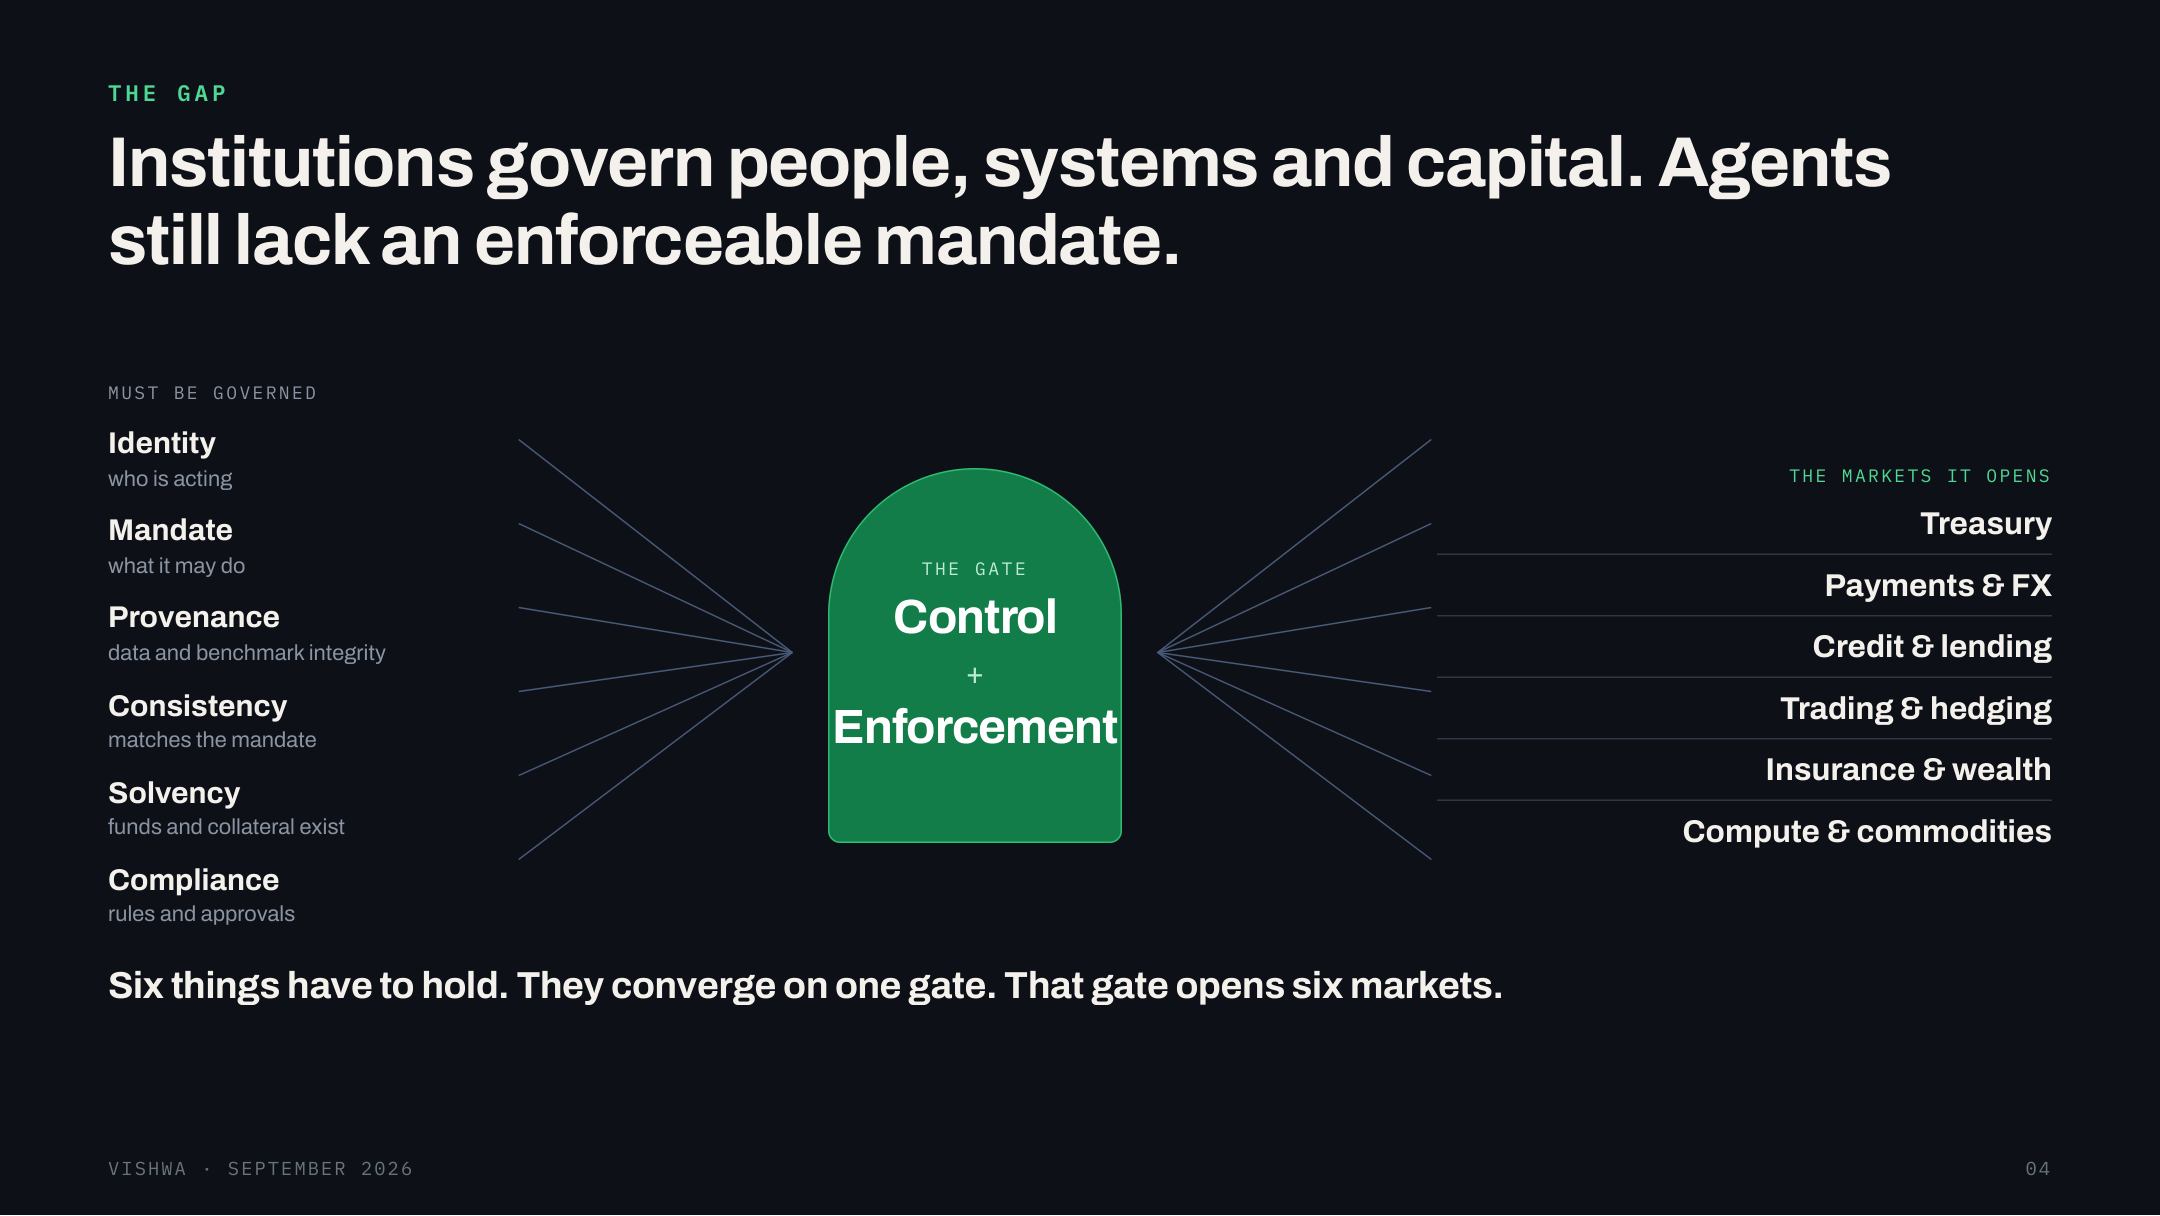 THE GAP
Institutions govern people, systems and capital. Agents
still lack an enforceable mandate.
MUST BE GOVERNED
Identity
who is acting
Mandate
what it may do
Provenance
data and benchmark integrity
Consistency
matches the mandate
Solvency
funds and collateral exist
Compliance
rules and approvals
THE GATE
Control
+
Enforcement
THE MARKETS IT OPENS
Treasury
Payments & FX
Credit & lending
Trading & hedging
Insurance & wealth
Compute & commodities
Six things have to hold. They converge on one gate. That gate opens six markets.
VISHWA · SEPTEMBER 2026
04